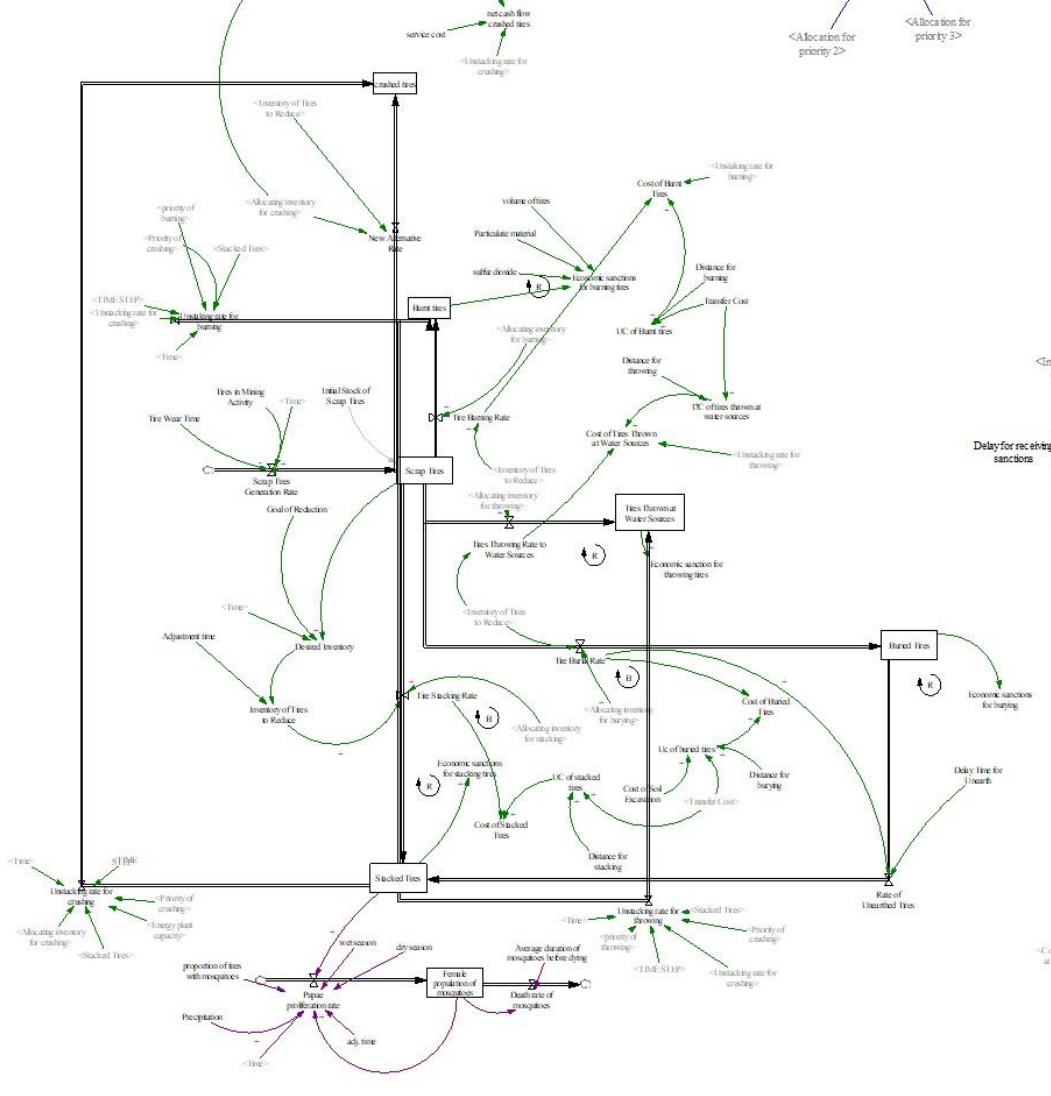 net cash flow
crushed tires
service cost
<Unstacking rate for
crushing>
<Allocation for
priority 2>
<Allocation for
priority 3>
crushed tires
<Inventory of Tires
to Reduce>
<Allocating inventory
for crushing>
New Alternative
Rate
<priority of
burning>
<Priority of
crushing>
<Stacked Tires>
<TIME STEP>
<Unstacking rate for
crushing>
Unstaking rate for
burning
<Time>
volume of tires
Particulate material
sulfur dioxide
Economic sanctions
for burning tires
R
Burnt tires
<Allocating inventory
for burning>
Cost of Burnt
Tires
<Unstaking rate for
burning>
Distance for
burning
Transfer Cost
UC of Burnt tires
Distance for
throwing
UC of tires thrown at
water sources
Cost of Tires Thrown
at Water Sources
<Unstacking rate for
throwing>
Delay for receiving
sanctions
Tires in Mining
Activity
<Time>
Initial Stock of
Scrap Tires
Tire Wear Time
Tire Burning Rate
Scrap Tires
Generation Rate
Scrap Tires
<Inventory of Tires
to Reduce>
<Allocating inventory
for throwing>
Tires Thrown at
Water Sources
Goal of Reduction
Tires Throwing Rate to
Water Sources
R
Economic sanction for
throwing tires
<Time>
<Inventory of Tires
to Reduce>
Adjustment time
Desired Inventory
Tire Burial Rate
Buried Tires
B
R
Inventory of Tires
to Reduce
Tire Stacking Rate
<Allocating inventory
for stacking>
B
<Allocating inventory
for burying>
Cost of Buried
Tires
Economic sanctions
for burying
Uc of buried tires
Economic sanctions
for stacking tires
R
UC of stacked
tires
Cost of Soil
Excavation
<Transfer Cost>
Distance for
burying
Delay Time for
Unearth
Cost of Stacked
Tires
Distance for
stacking
<Time>
Stacked Tires
Unstacking rate for
crushing
<Priority of
crushing>
<Energy plant
capacity>
<Allocating inventory
for crushing>
<Stacked Tires>
Rate of
Unearthed Tires
<Time>
Unstacking rate for
throwing
<Stacked Tires>
<Priority of
crushing>
<priority of
throwing>
<TIME STEP>
<Unstacking rate for
crushing>
wet season
dry season
proportion of tires
with mosquitoes
Pupae
proliferation rate
Female
population of
mosquitoes
Average duration of
mosquitoes before dying
Death rate of
mosquitoes
Precipitation
adj. time
<Time>